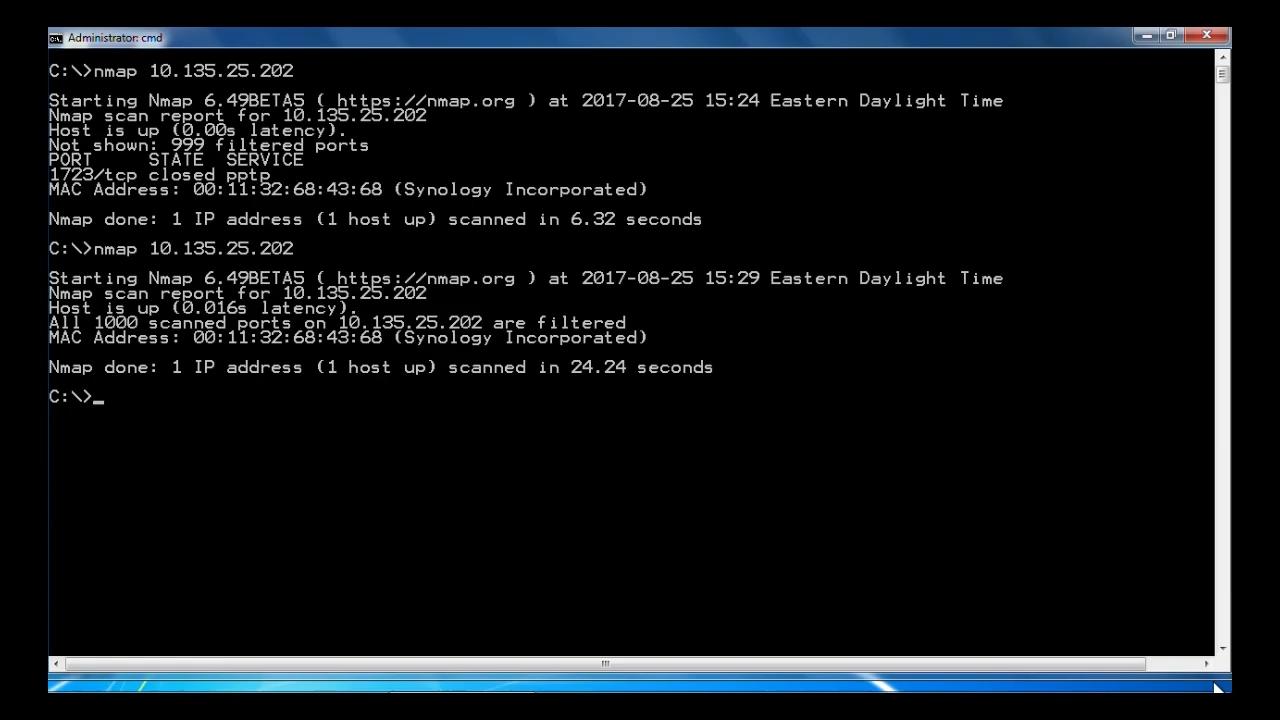 Administrator: cmd
C:\>nmap 10.135.25.202
Starting Nmap 6.49BETA5 ( https://nmap.org ) at 2017-08-25 15:24 Eastern Daylight Time
Nmap scan report for 10.135.25.202
Host is up (0.00s latency).
Not shown: 999 filtered ports
PORT     STATE  SERVICE
1723/tcp closed pptp
MAC Address: 00:11:32:68:43:68 (Synology Incorporated)
Nmap done: 1 IP address (1 host up) scanned in 6.32 seconds
C:\>nmap 10.135.25.202
Starting Nmap 6.49BETA5 ( https://nmap.org ) at 2017-08-25 15:29 Eastern Daylight Time
Nmap scan report for 10.135.25.202
Host is up (0.016s latency).
All 1000 scanned ports on 10.135.25.202 are filtered
MAC Address: 00:11:32:68:43:68 (Synology Incorporated)
Nmap done: 1 IP address (1 host up) scanned in 24.24 seconds
C:\>_